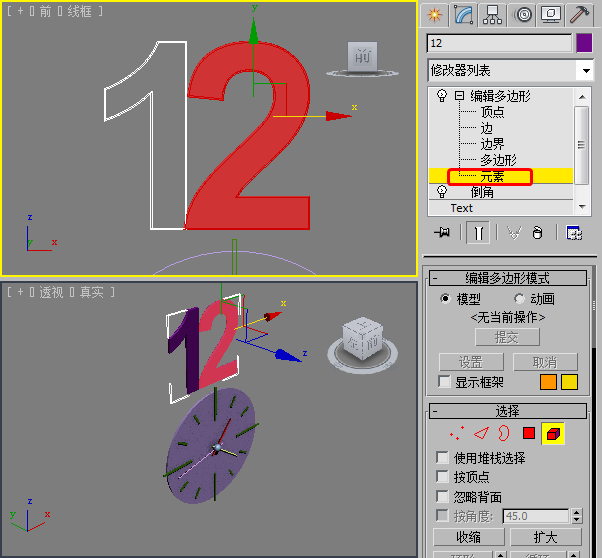 [ + [] 前 [] 线框 ]
12
y
x
前
z
y x
12
修改器列表
编辑多边形
顶点
边
边界
多边形
元素
倒角
Text
编辑多边形模式
模型
动画
<无当前操作>
提交
设置
取消
显示框架
选择
使用堆栈选择
按顶点
忽略背面
按角度:
45.0
收缩
扩大
[ + [] 透视 [] 真实 ]
12
x
z
前
z
y x